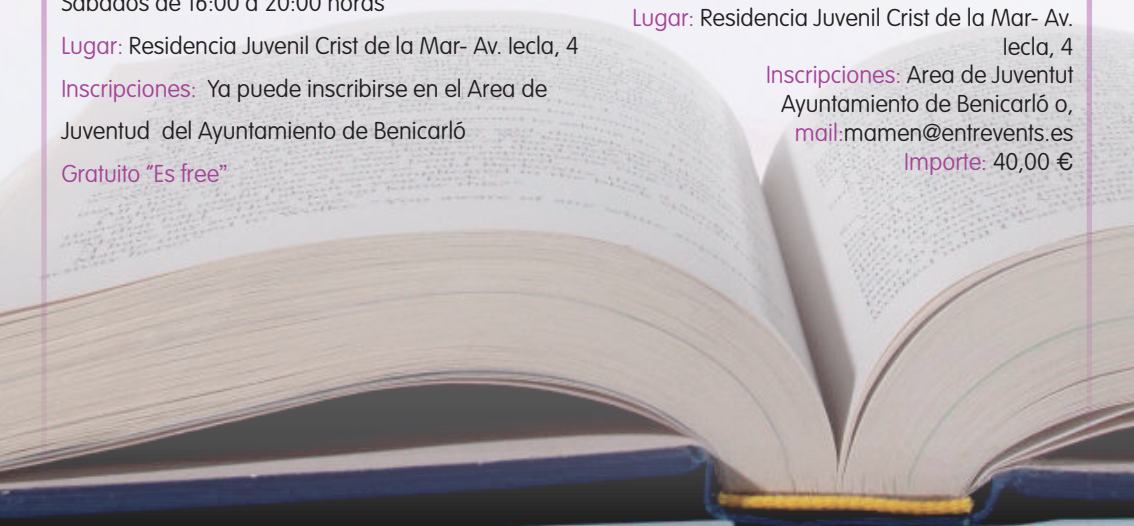 Sábados de 16:00 a 20:00 horas
Lugar: Residencia Juvenil Crist de la Mar- Av. Iecla, 4
Inscripciones: Ya puede inscribirse en el Area de
Juventud del Ayuntamiento de Benicarló
Gratuito "Es free”
Lugar: Residencia Juvenil Crist de la Mar- Av.
Iecla, 4
Inscripciones: Area de Juventut
Ayuntamiento de Benicarló o,
mail:mamen@entrevents.es
Importe: 40,00 €